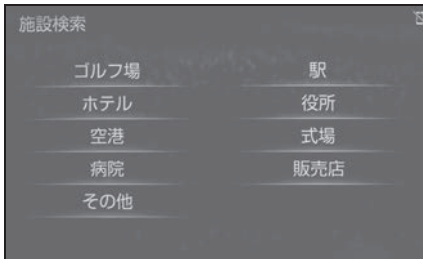 施設検索
ゴルフ場 駅
ホテル 役所
空港 式場
病院 販売店
その他